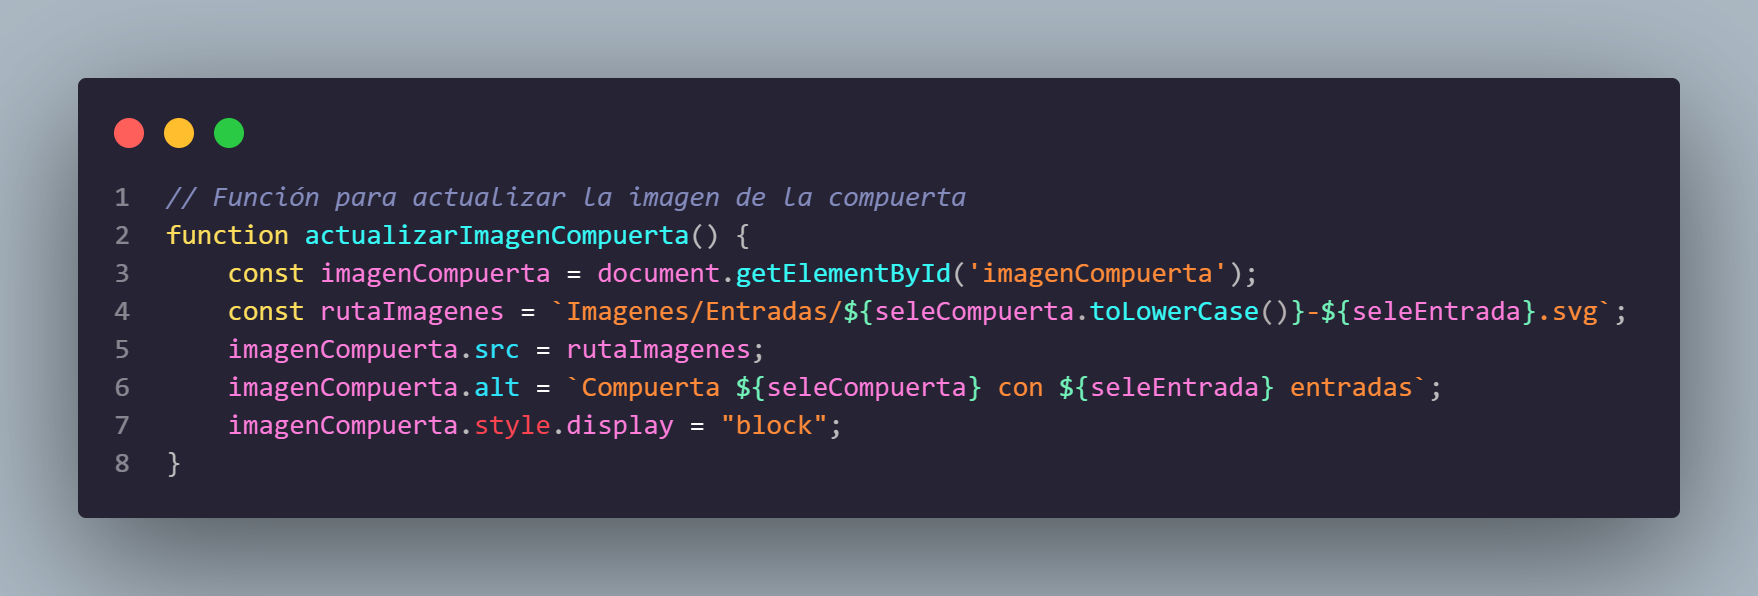 1 // Función para actualizar la imagen de la compuerta
2 function actualizarImagenCompuerta() {
3     const imagenCompuerta = document.getElementById('imagenCompuerta');
4     const rutaImagenes = `Imagenes/Entradas/${seleCompuerta.toLowerCase()}-${seleEntrada}.svg`;
5     imagenCompuerta.src = rutaImagenes;
6     imagenCompuerta.alt = `Compuerta ${seleCompuerta} con ${seleEntrada} entradas`;
7     imagenCompuerta.style.display = "block";
8 }